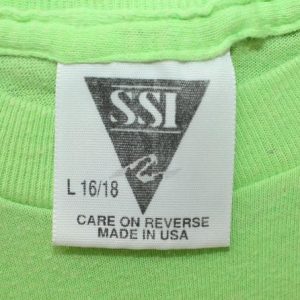 SSI
L 16/18
CARE ON REVERSE
MADE IN USA